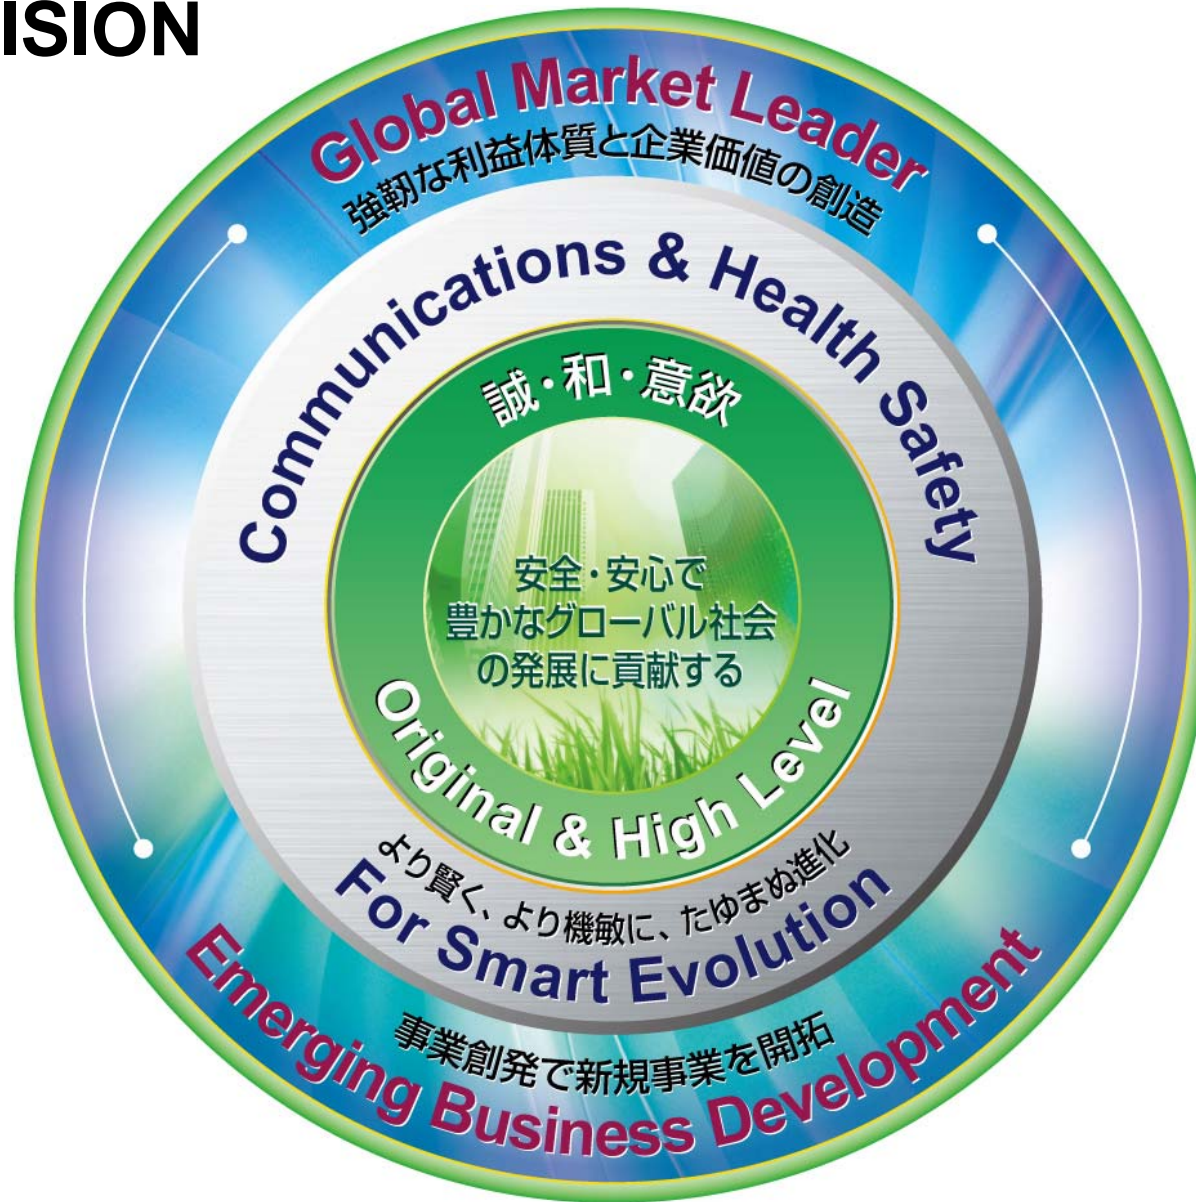 ISION
Global Market Leader
強靭な利益体質と企業価値の創造
Communications & Health Safety
誠・和・意欲
安全・安心で
豊かなグローバル社会
の発展に貢献する
Original & High Level
より賢く、より機敏に、たゆまぬ進化
For Smart Evolution
事業創発で新規事業を開拓
Emerging Business Development